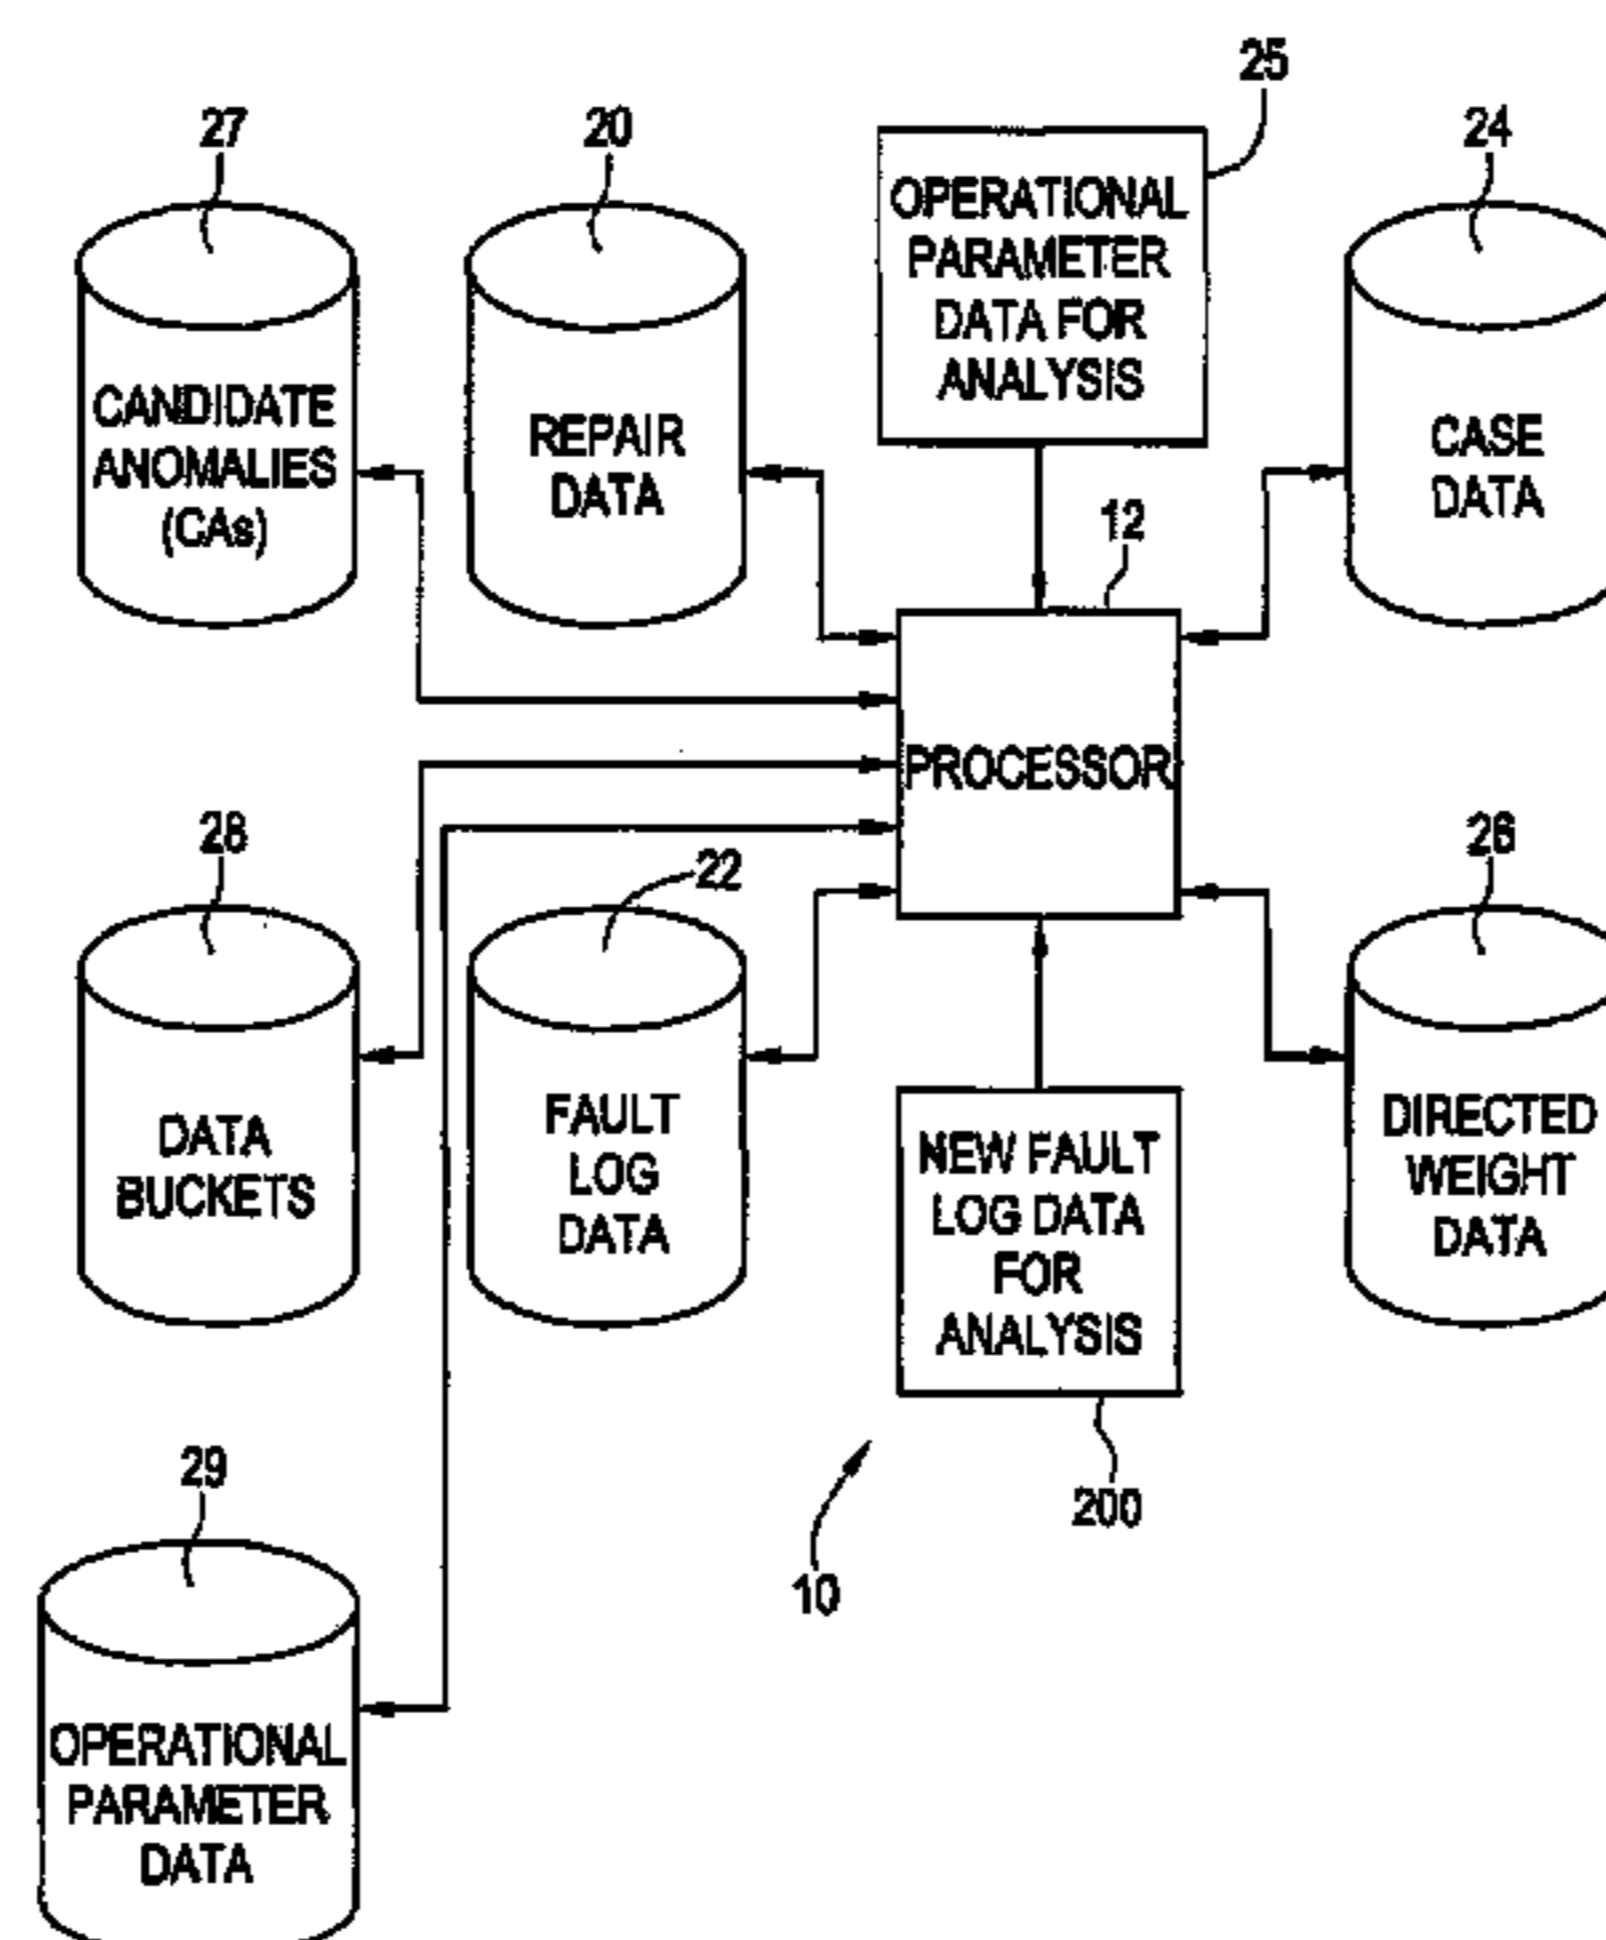 25
27
20
24
OPERATIONAL
PARAMETER
DATA FOR
ANALYSIS
CANDIDATE
ANOMALIES
(CAs)
REPAIR
DATA
CASE
DATA
12
PROCESSOR
28
22
26
DATA
BUCKETS
FAULT
LOG
DATA
NEW FAULT
LOG DATA
FOR
ANALYSIS
DIRECTED
WEIGHT
DATA
29
200
10
OPERATIONAL
PARAMETER
DATA